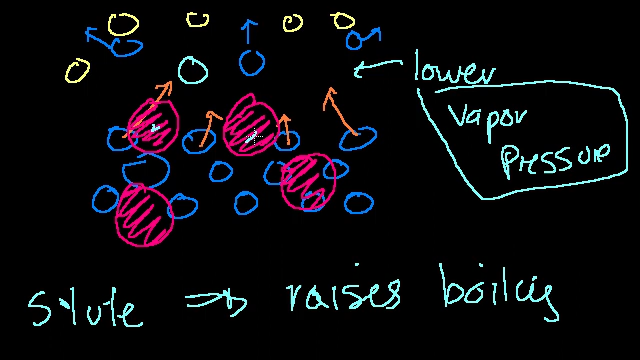 lower
Vapor
Pressure
Solute ⇒ raises boiling